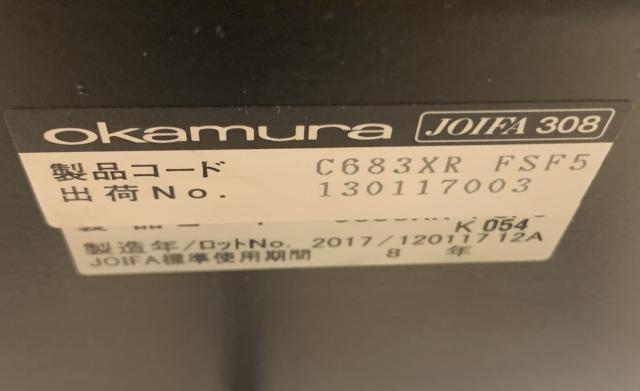 okamura JOIFA 308
製品コード C683XR FSF5
出荷No. 130117003
K 054
製造年/ロットNo. 2017/120117 12A
JOIFA標準使用期間 8 年